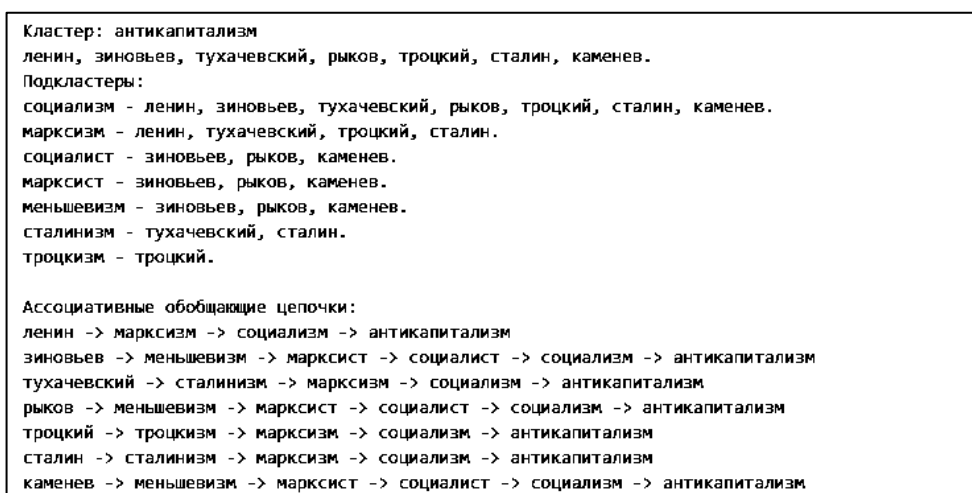 Кластер: антикапитализм
ленин, зиновьев, тухачевский, рыков, троцкий, сталин, каменев.
Подкластеры:
социализм - ленин, зиновьев, тухачевский, рыков, троцкий, сталин, каменев.
марксизм - ленин, тухачевский, троцкий, сталин.
социалист - зиновьев, рыков, каменев.
марксист - зиновьев, рыков, каменев.
меньшевизм - зиновьев, рыков, каменев.
сталинизм - тухачевский, сталин.
троцкизм - троцкий.
Ассоциативные обобщающие цепочки:
ленин -> марксизм -> социализм -> антикапитализм
зиновьев -> меньшевизм -> марксист -> социалист -> социализм -> антикапитализм
тухачевский -> сталинизм -> марксизм -> социализм -> антикапитализм
рыков -> меньшевизм -> марксист -> социалист -> социализм -> антикапитализм
троцкий -> троцкизм -> марксизм -> социализм -> антикапитализм
сталин -> сталинизм -> марксизм -> социализм -> антикапитализм
каменев -> меньшевизм -> марксист -> социалист -> социализм -> антикапитализм